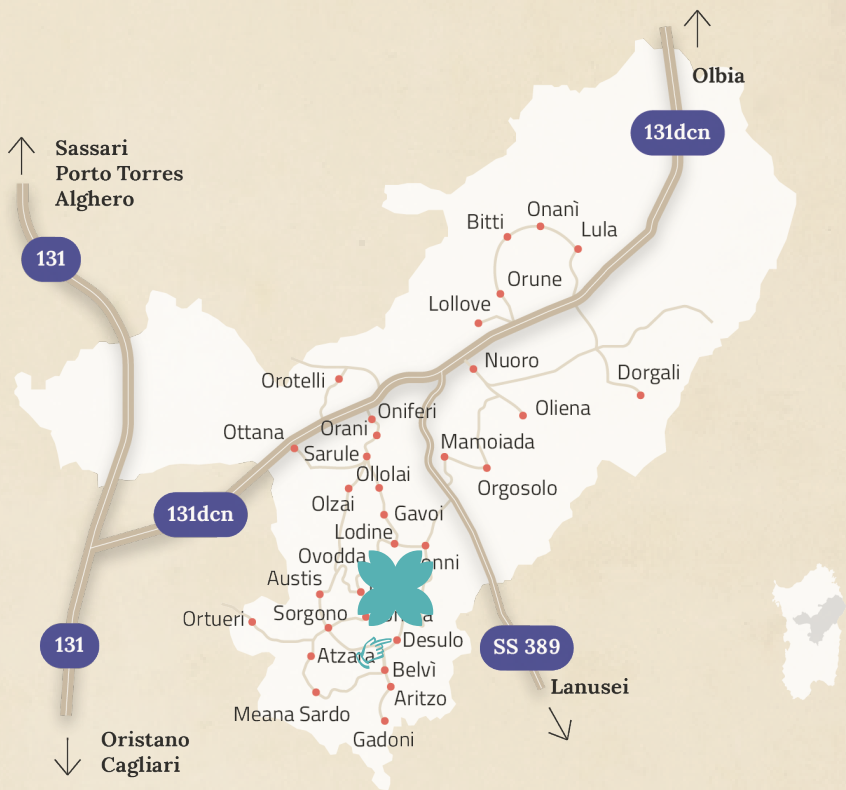 Olbia
131dcn
Sassari
Porto Torres
Alghero
131
Bitti
Onanì
Lula
Orune
Lollove
Nuoro
Dorgali
Orotelli
Oniferi
Oliena
Orani
Ottana
Mamoiada
Sarule
Ollolai
Orgosolo
Olzai
131dcn
Gavoi
Lodine
Ovodda
Austis
Sorgono
Ortueri
131
Desulo
SS 389
Atzara
Belvì
Lanusei
Aritzo
Meana Sardo
Gadoni
Oristano
Cagliari